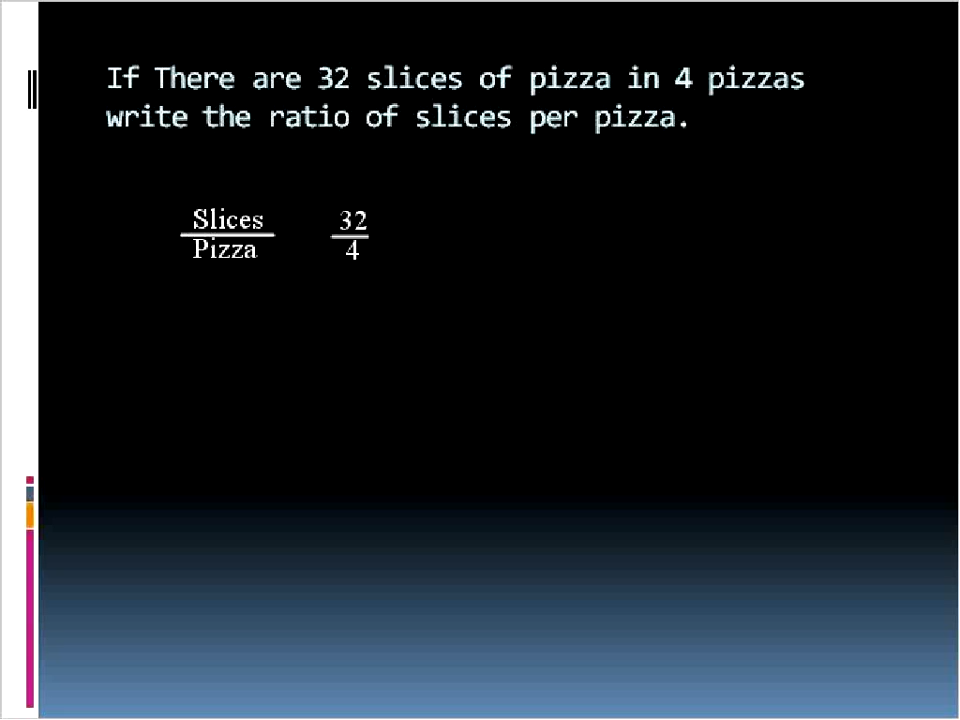 If There are 32 slices of pizza in 4 pizzas
write the ratio of slices per pizza.
Slices 32
Pizza 4